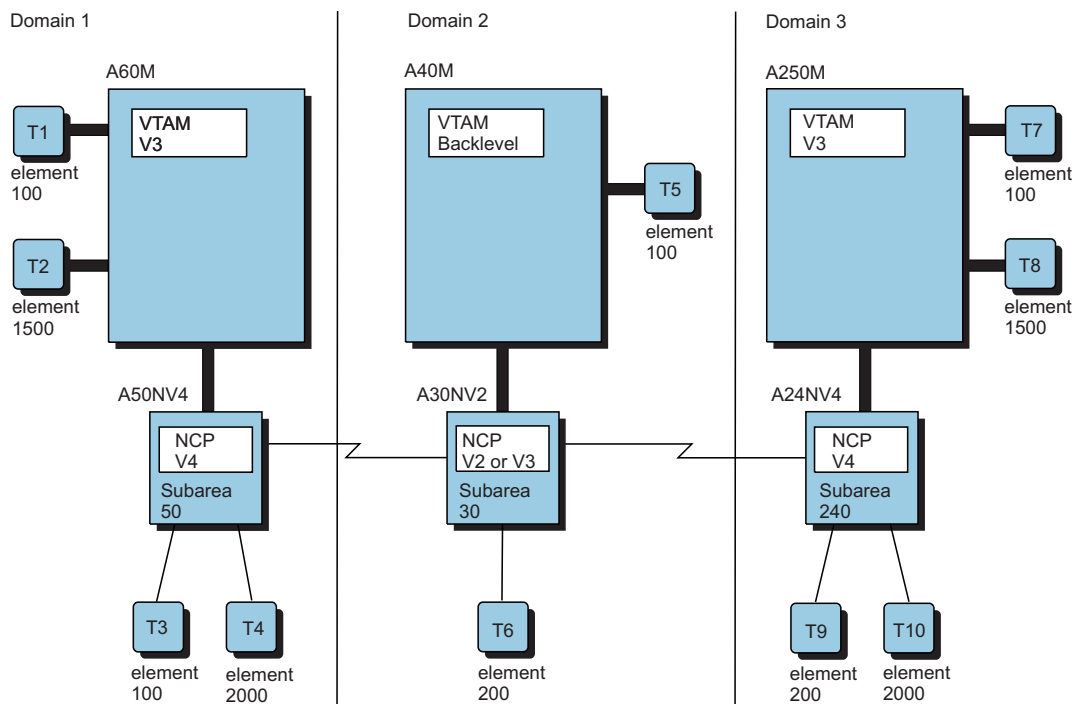 Domain 1
Domain 2
Domain 3
A60M
A40M
A250M
VTAM
V3
VTAM
Backlevel
VTAM
V3
T1
element
100
T2
element
1500
T5
element
100
T7
element
100
T8
element
1500
A50NV4
A30NV2
A24NV4
NCP
V4
Subarea
50
NCP
V2 or V3
Subarea
30
NCP
V4
Subarea
240
T3
element
100
T4
element
2000
T6
element
200
T9
element
200
T10
element
2000